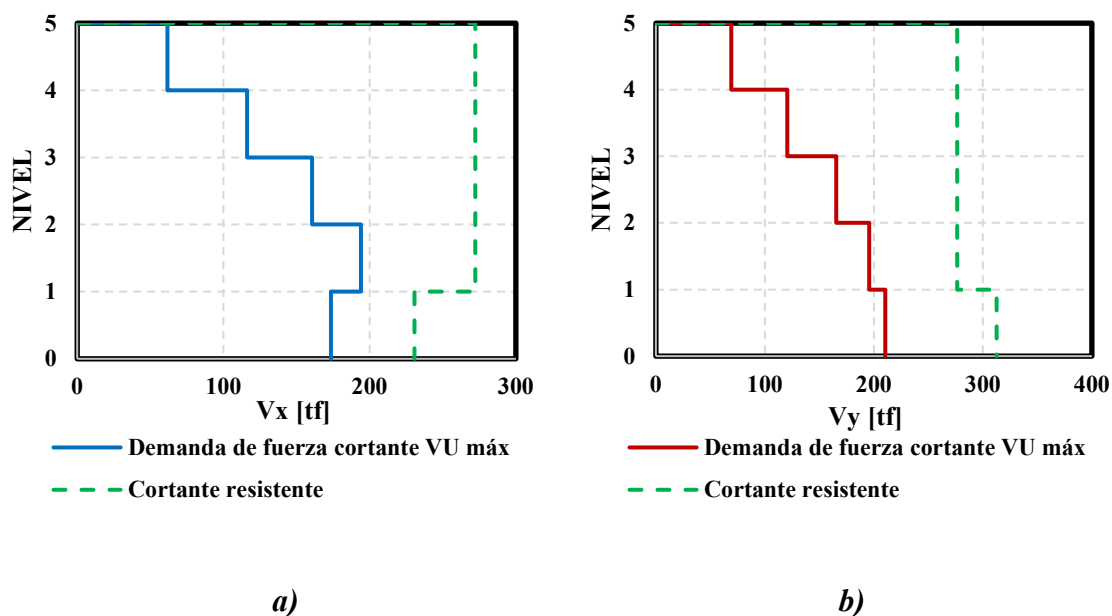 5
4
3
2
1
0
NIVEL
0 100 200 300
Vx [tf]
Demanda de fuerza cortante VU máx
Cortante resistente
a)
5
4
3
2
1
0
NIVEL
0 100 200 300 400
Vy [tf]
Demanda de fuerza cortante VU máx
Cortante resistente
b)